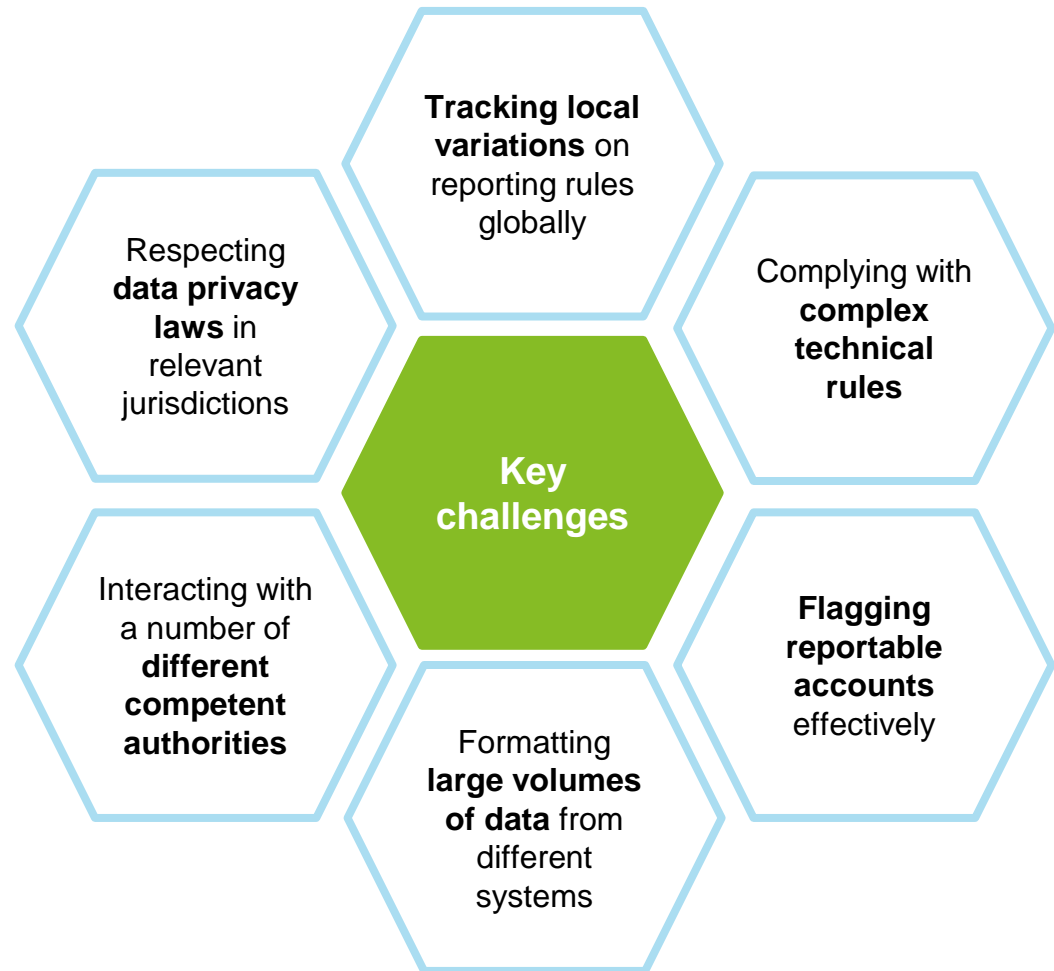 Tracking local
variations on
reporting rules
globally
Respecting
data privacy
laws in
relevant
jurisdictions
Complying with
complex
technical
rules
Key
challenges
Interacting with
a number of
different
competent
authorities
Flagging
reportable
accounts
effectively
Formatting
large volumes
of data from
different
systems